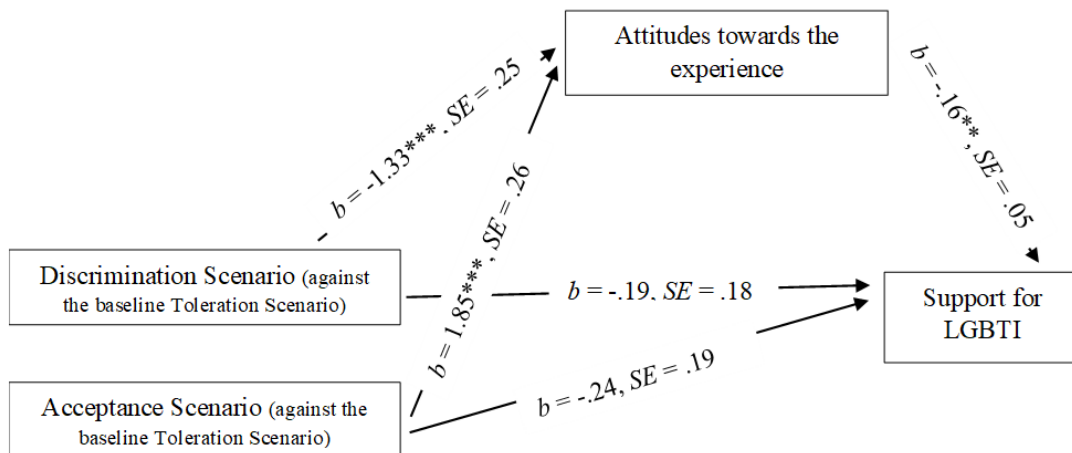 Attitudes towards the
experience
b = -1.33***, SE = .25
b = -.16**, SE = .05
b = 1.85***, SE = .26
Discrimination Scenario (against
the baseline Toleration Scenario)
b = -.19, SE = .18
Support for
LGBTI
b = -.24, SE = .19
Acceptance Scenario (against the
baseline Toleration Scenario)